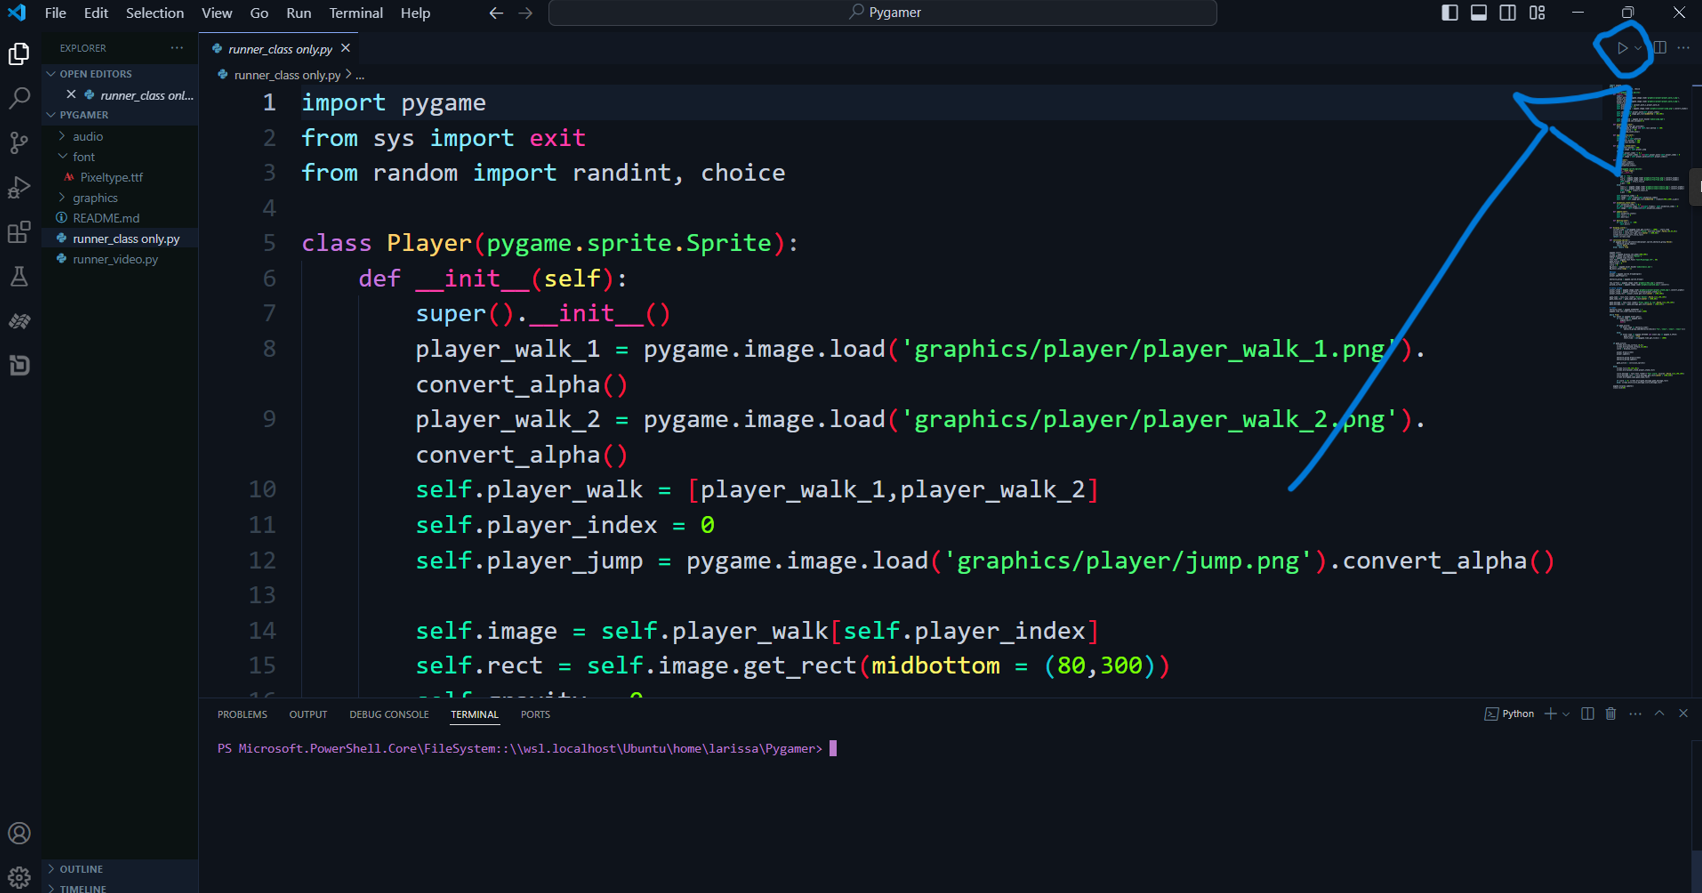 File Edit Selection View Go Run Terminal Help
Pygamer
EXPLORER
OPEN EDITORS
runner_class onl...
PYGAMER
audio
font
Pixeltype.ttf
graphics
README.md
runner_class only.py
runner_video.py
OUTLINE
TIMELINE
runner_class only.py
runner_class only.py > ...
1 import pygame
2 from sys import exit
3 from random import randint, choice
4
5 class Player(pygame.sprite.Sprite):
6 def __init__(self):
7 super().__init__()
8 player_walk_1 = pygame.image.load('graphics/player/player_walk_1.png').
convert_alpha()
9 player_walk_2 = pygame.image.load('graphics/player/player_walk_2.png').
convert_alpha()
10 self.player_walk = [player_walk_1,player_walk_2]
11 self.player_index = 0
12 self.player_jump = pygame.image.load('graphics/player/jump.png').convert_alpha()
13
14 self.image = self.player_walk[self.player_index]
15 self.rect = self.image.get_rect(midbottom = (80,300))
16 self.gravity = 0
PROBLEMS OUTPUT DEBUG CONSOLE TERMINAL PORTS
Python
PS Microsoft.PowerShell.Core\FileSystem::\\wsl.localhost\Ubuntu\home\larissa\Pygamer>